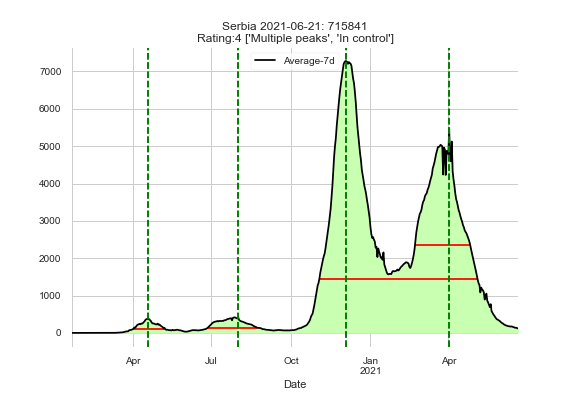 Serbia 2021-06-21: 715841
Rating:4 ['Multiple peaks', 'In control']
Average-7d
7000
6000
5000
4000
3000
2000
1000
0
Apr Jul Oct Jan Apr
2021
Date